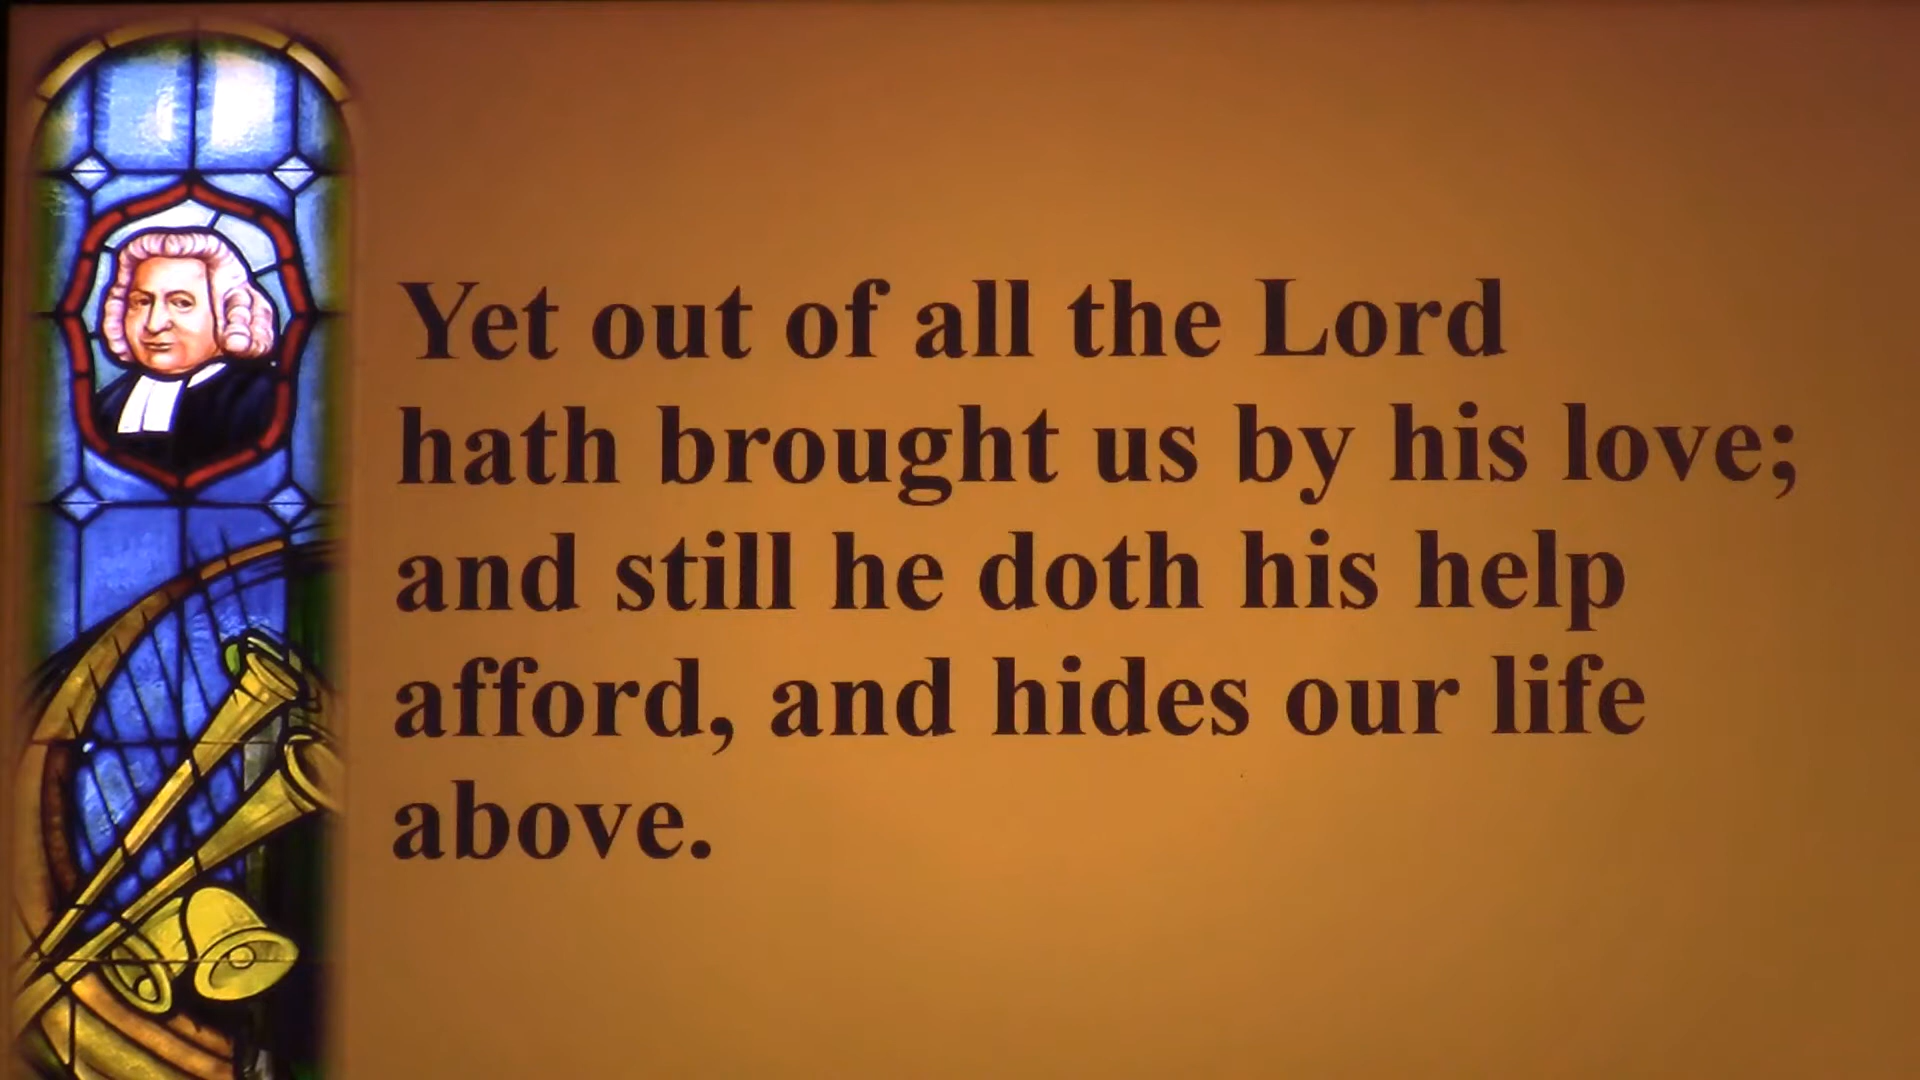 Yet out of all the Lord
hath brought us by his love;
and still he doth his help
afford, and hides our life
above.